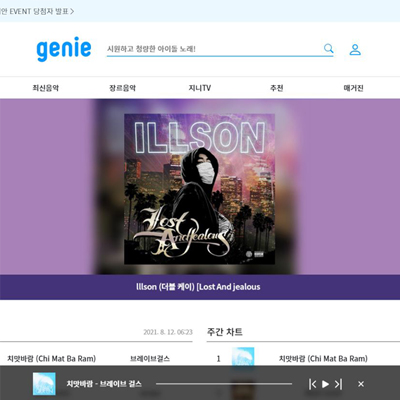 이만 EVENT 당첨자 발표 >
genie
시원하고 청량한 아이돌 노래!
최신음악 장르음악 지니TV 추천 매거진
ILLSON
Lost
And jealous
Illson (더블 케이) [Lost And jealous
2021. 8. 12. 06:23 주간 차트
치맛바람 (Chi Mat Ba Ram) 브레이브걸스 1 치맛바람 (Chi Mat Ba Ram)
치맛바람 - 브레이브 걸스